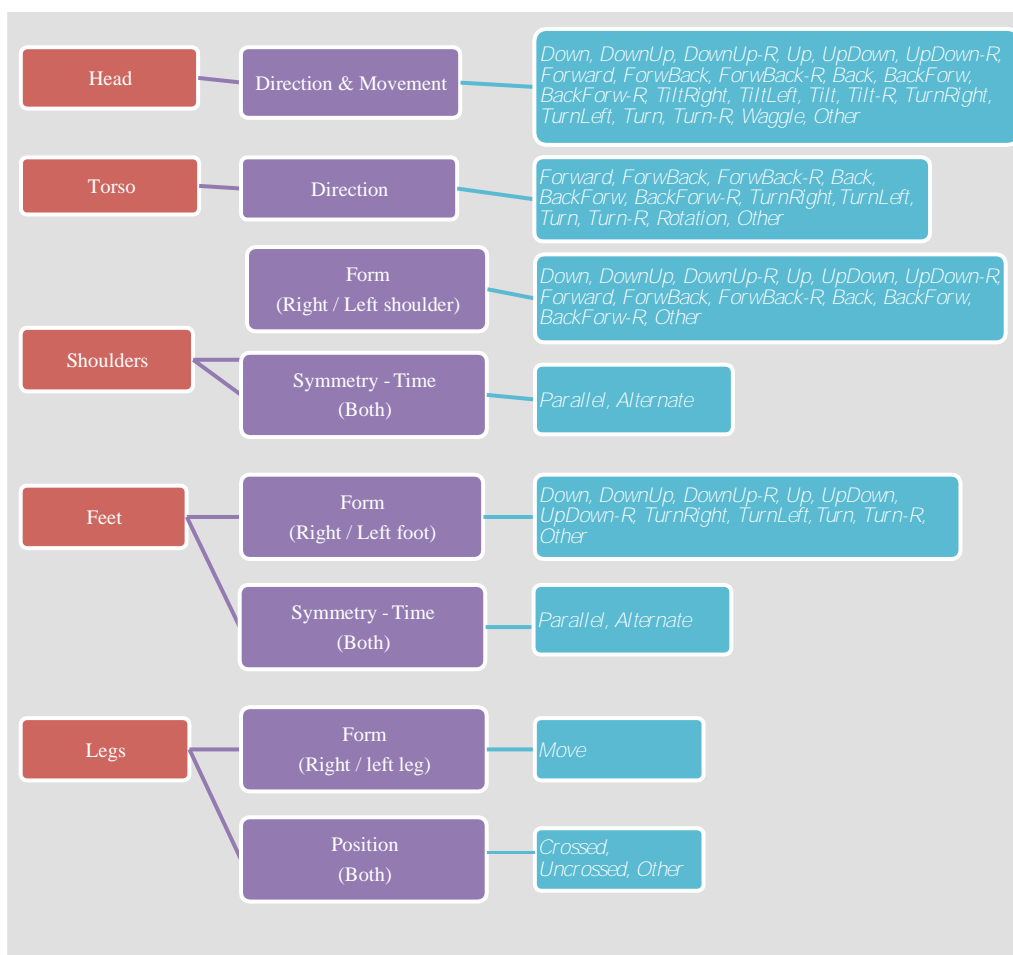 Head
Direction & Movement
Down, DownUp, DownUp-R, Up, UpDown, UpDown-R,
Forward, ForwBack, ForwBack-R, Back, BackForw,
BackForw-R, TiltRight, TiltLeft, Tilt, Tilt-R, TurnRight,
TurnLeft, Turn, Turn-R, Waggle, Other
Torso
Direction
Forward, ForwBack, ForwBack-R, Back,
BackForw, BackForw-R, TurnRight, TurnLeft,
Turn, Turn-R, Rotation, Other
Shoulders
Form
(Right / Left shoulder)
Down, DownUp, DownUp-R, Up, UpDown, UpDown-R,
Forward, ForwBack, ForwBack-R, Back, BackForw,
BackForw-R, Other
Symmetry - Time
(Both)
Parallel, Alternate
Feet
Form
(Right / Left foot)
Down, DownUp, DownUp-R, Up, UpDown,
UpDown-R, TurnRight, TurnLeft, Turn, Turn-R,
Other
Symmetry - Time
(Both)
Parallel, Alternate
Legs
Form
(Right / left leg)
Move
Position
(Both)
Crossed,
Uncrossed, Other